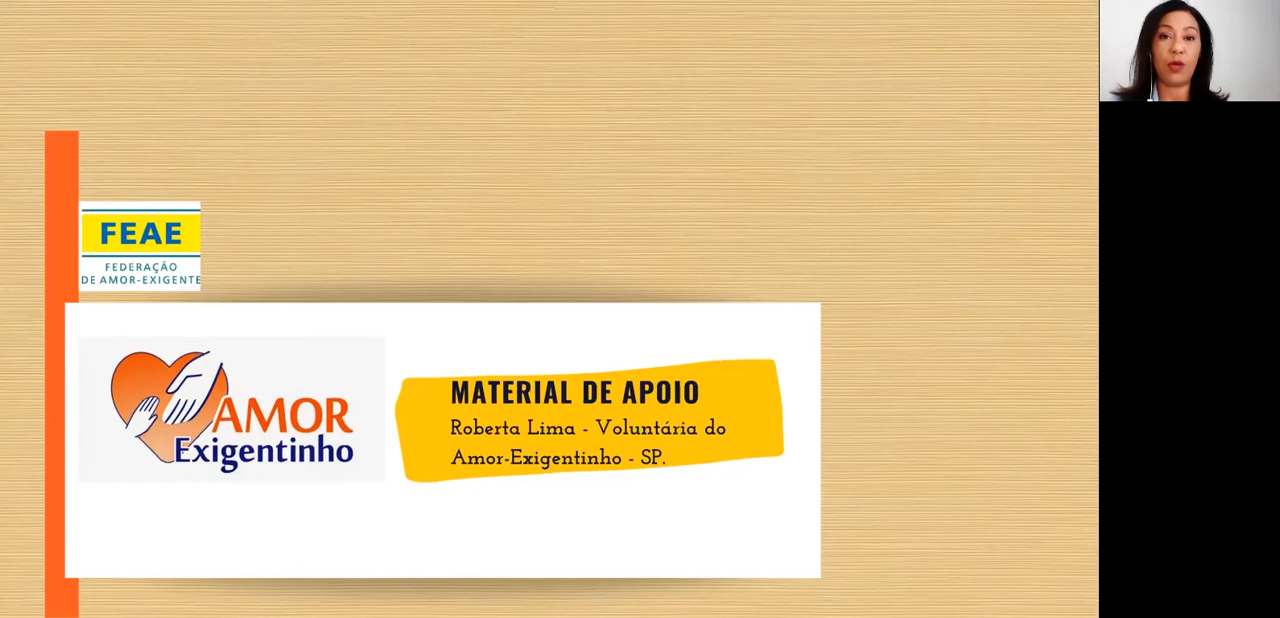 FEAE
FEDERAÇÃO
DE AMOR-EXIGENTE
AMOR
Exigentinho
MATERIAL DE APOIO
Roberta Lima - Voluntária do
Amor-Exigentinho - SP.